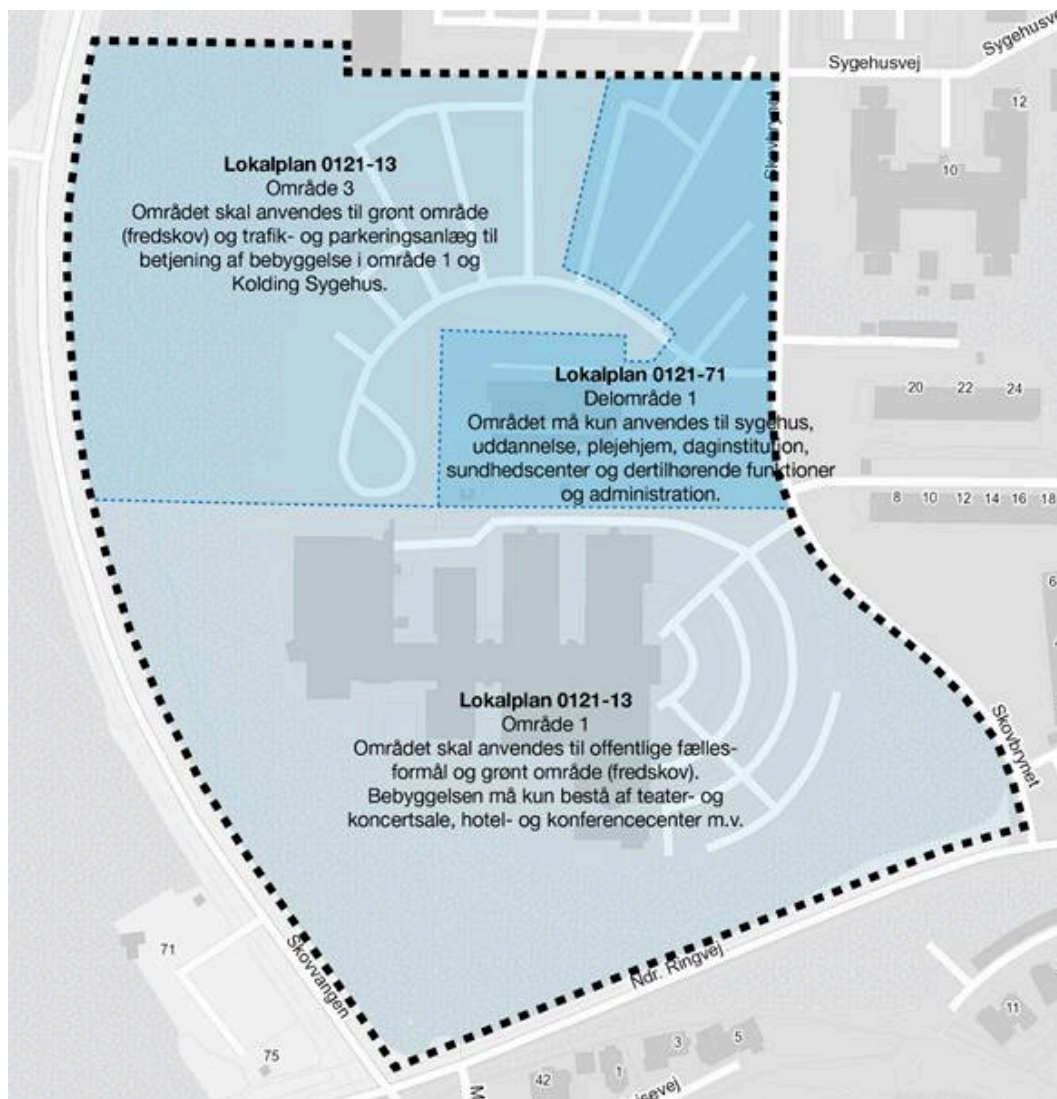 Sygehusvej
Sygehusvej
12
10
Skovbrynet
Lokalplan 0121-13
Område 3
Området skal anvendes til grønt område
(fredskov) og trafik- og parkeringsanlæg til
betjening af bebyggelse i område 1 og
Kolding Sygehus.
Lokalplan 0121-71
Delområde 1
Området må kun anvendes til sygehus,
uddannelse, plejehjem, daginstitution,
sundhedscenter og dertilhørende funktioner
og administration.
20 22 24
8 10 12 14 16 18
6
Lokalplan 0121-13
Område 1
Området skal anvendes til offentlige fælles-
formål og grønt område (fredskov).
Bebyggelsen må kun bestå af teater- og
koncertsale, hotel- og konferencecenter m.v.
Skovbrynet
71
Skovvangen
Ndr. Ringvej
75
11
3
5
42
1
M
isevej